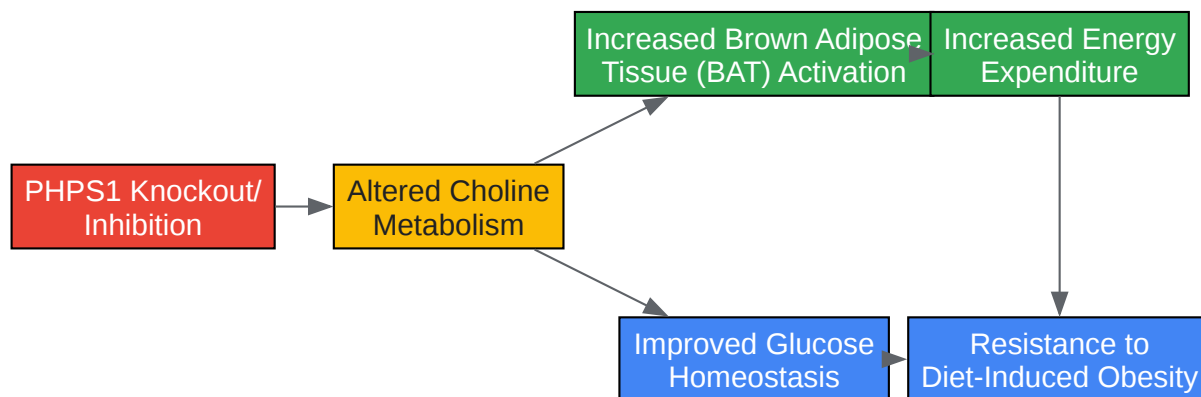 Increased Brown Adipose
Tissue (BAT) Activation
Increased Energy
Expenditure
PHPS1 Knockout/
Inhibition
Altered Choline
Metabolism
Improved Glucose
Homeostasis
Resistance to
Diet-Induced Obesity